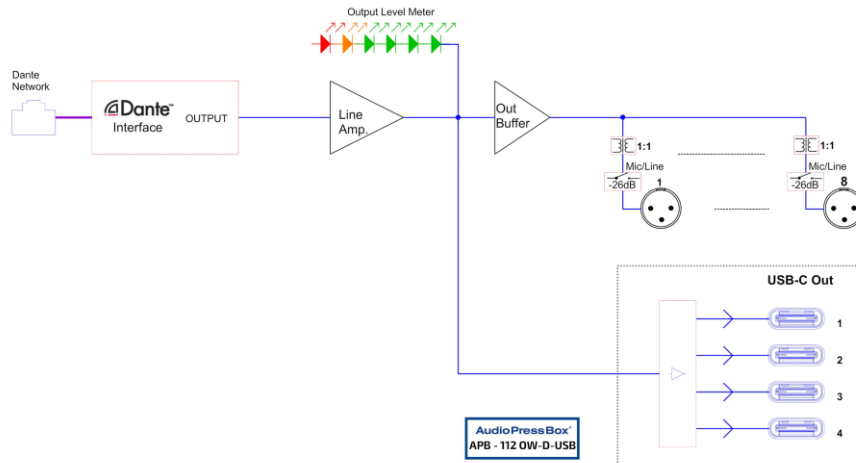 Output Level Meter
Dante
Network
Dante™
Interface
OUTPUT
Line
Amp.
Out
Buffer
1:1
1:1
Mic/Line
-26dB
1
Mic/Line
-26dB
8
USB-C Out
1
2
3
4
AudioPressBox®
APB - 112 OW-D-USB